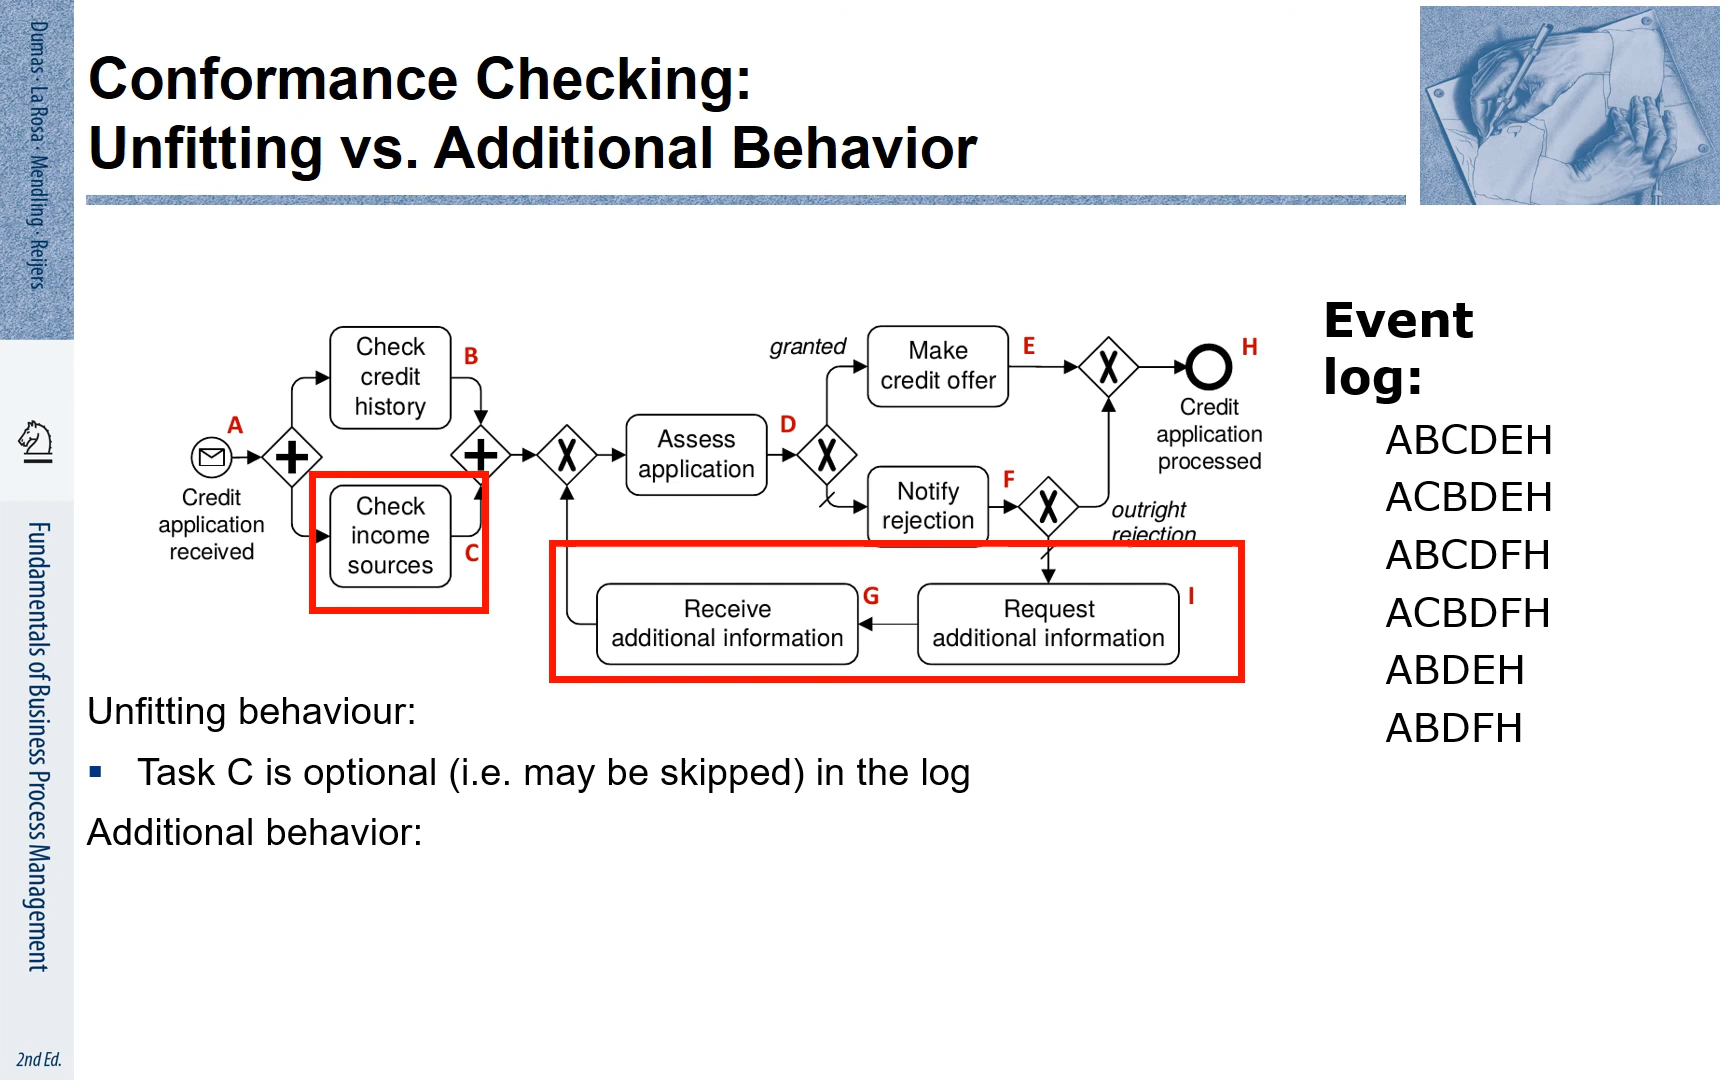 Dumas · La Rosa · Mendling · Reijers
Fundamentals of Business Process Management
2nd Ed.
Conformance Checking:
Unfitting vs. Additional Behavior
A
Credit
application
received
Check
credit
history
B
Check
income
sources
C
Assess
application
D
granted
Make
credit offer
E
Notify
rejection
F
outright
rejection
H
Credit
application
processed
Receive
additional information
G
Request
additional information
I
Event
log:
ABCDEH
ACBDEH
ABCDFH
ACBDFH
ABDEH
ABDFH
Unfitting behaviour:
▪ Task C is optional (i.e. may be skipped) in the log
Additional behavior: